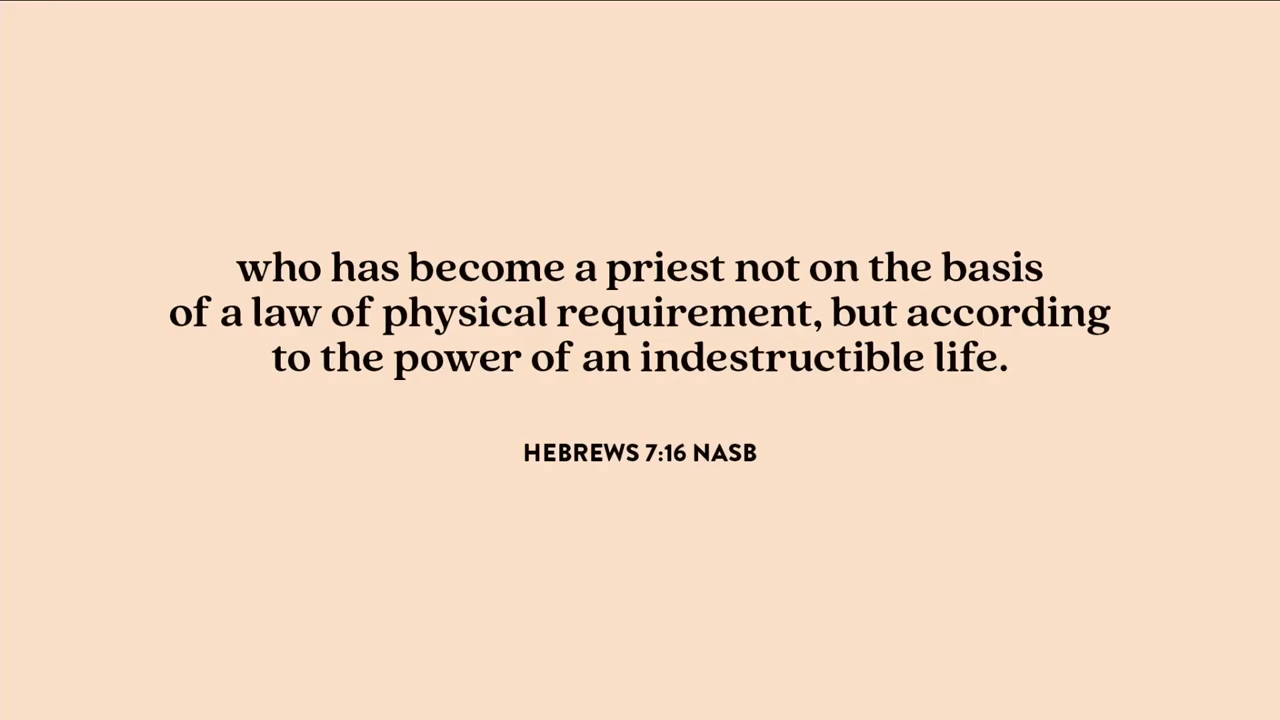 who has become a priest not on the basis
of a law of physical requirement, but according
to the power of an indestructible life.
HEBREWS 7:16 NASB